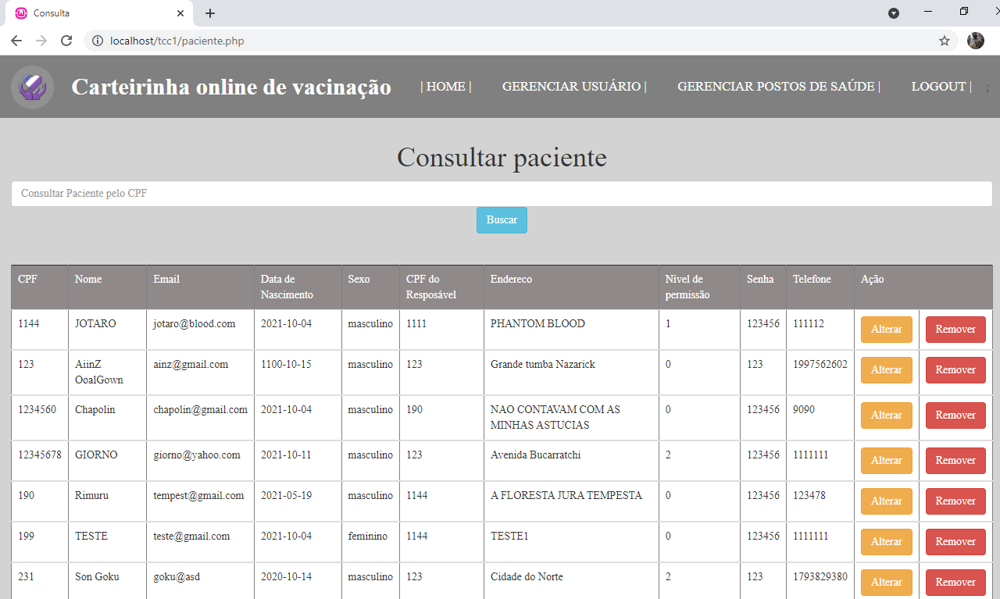 Consulta
localhost/tcc1/paciente.php
Carteirinha online de vacinação | HOME | GERENCIAR USUÁRIO | GERENCIAR POSTOS DE SAÚDE | LOGOUT | ;
Consultar paciente
Consultar Paciente pelo CPF
Buscar
CPF Nome Email Data de Nascimento Sexo CPF do Resposável Endereco Nível de permissão Senha Telefone Ação
1144 JOTARO jotaro@blood.com 2021-10-04 masculino 1111 PHANTOM BLOOD 1 123456 111112 Alterar Remover
123 AiinZ OoalGown ainz@gmail.com 1100-10-15 masculino 123 Grande tumba Nazarick 0 123 1997562602 Alterar Remover
1234560 Chapolin chapolin@gmail.com 2021-10-04 masculino 190 NAO CONTAVAM COM AS MINHAS ASTUCIAS 0 123456 9090 Alterar Remover
12345678 GIORNO giorno@yahoo.com 2021-10-11 masculino 123 Avenida Bucarratchi 2 123456 1111111 Alterar Remover
190 Rimuru tempest@gmail.com 2021-05-19 masculino 1144 A FLORESTA JURA TEMPESTA 0 123456 123478 Alterar Remover
199 TESTE teste@gmail.com 2021-10-04 feminino 1144 TESTE1 0 123456 1111111 Alterar Remover
231 Son Goku goku@asd 2020-10-14 masculino 123 Cidade do Norte 2 123 1793829380 Alterar Remover